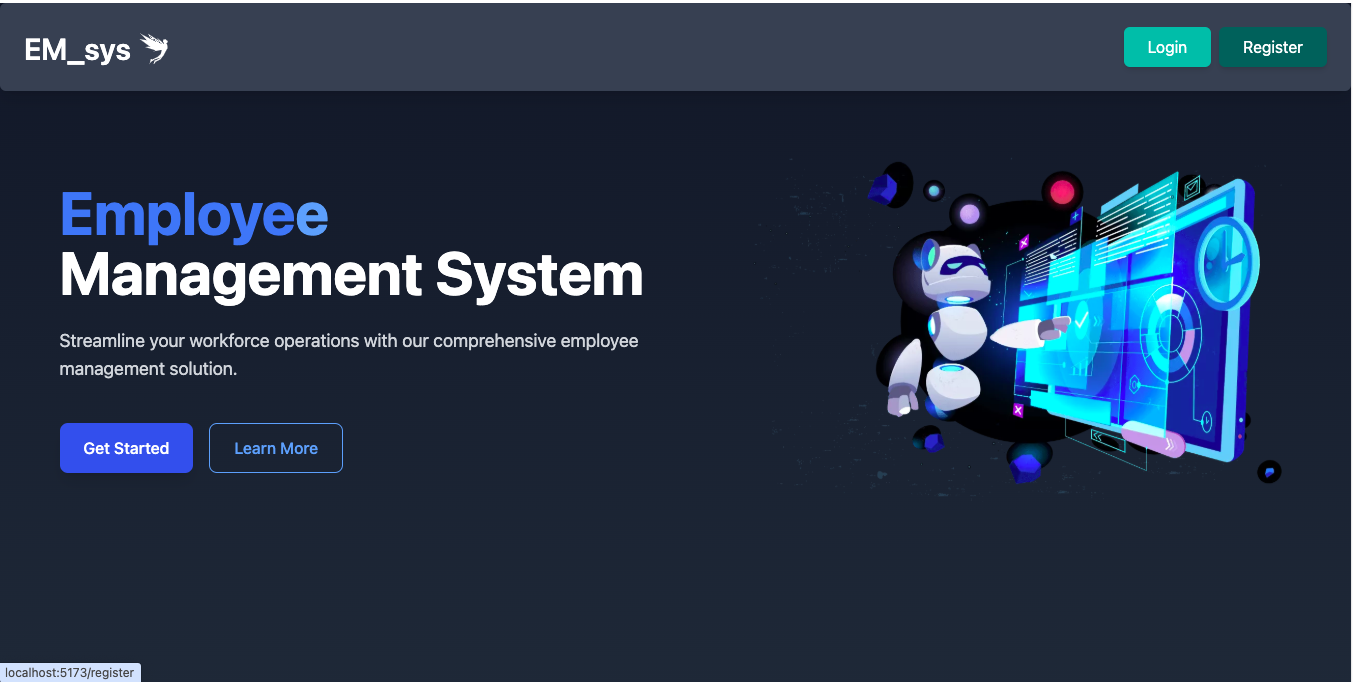 EM_sys
Login
Register
Employee
Management System
Streamline your workforce operations with our comprehensive employee
management solution.
Get Started
Learn More
localhost:5173/register